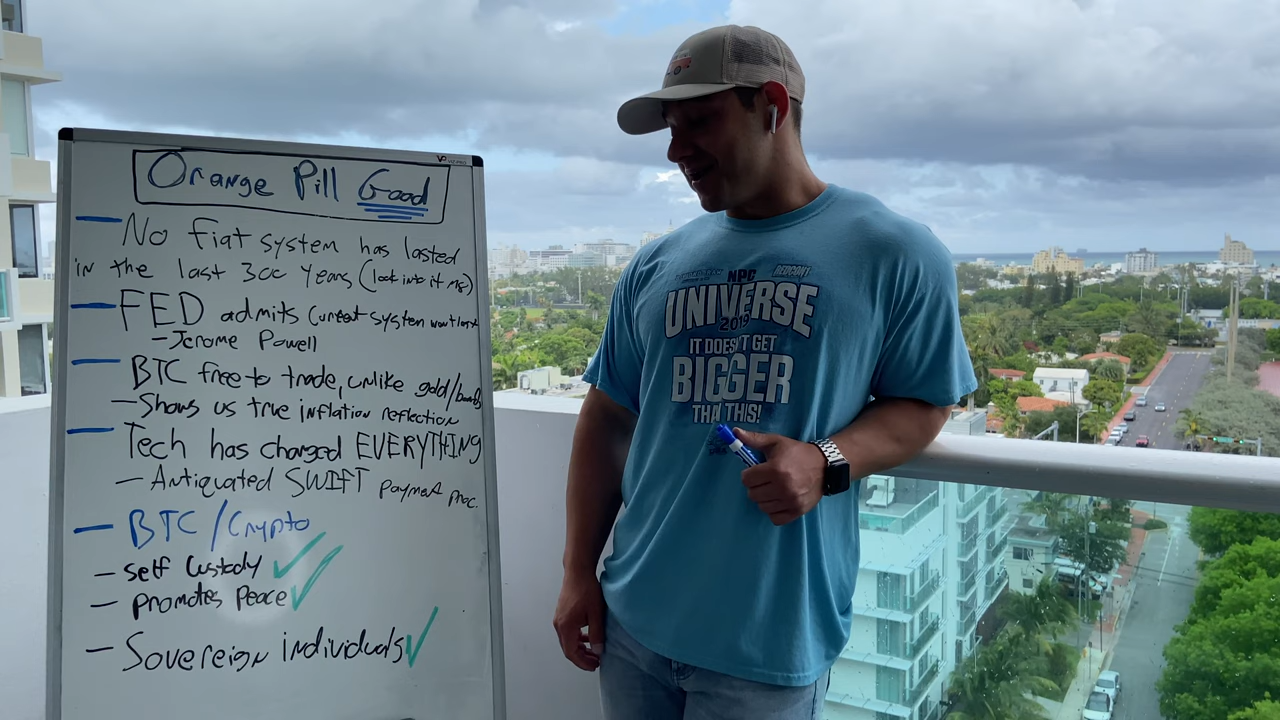 Orange Pill Good
No fiat system has lasted
in the last 300 years (look into it
FED admits current system won't last
- Jerome Powell
BTC free to trade, unlike gold/bonds
- Shows us true inflation reflection
Tech has changed EVERYTHING
- Antiquated SWIFT payment proc.
BTC/Crypto
- self custody ✓
- promotes peace ✓
- Sovereign individuals ✓
NPC
REDCON1
UNIVERSE
2019
IT DOESN'T GET
BIGGER
THAN THIS!